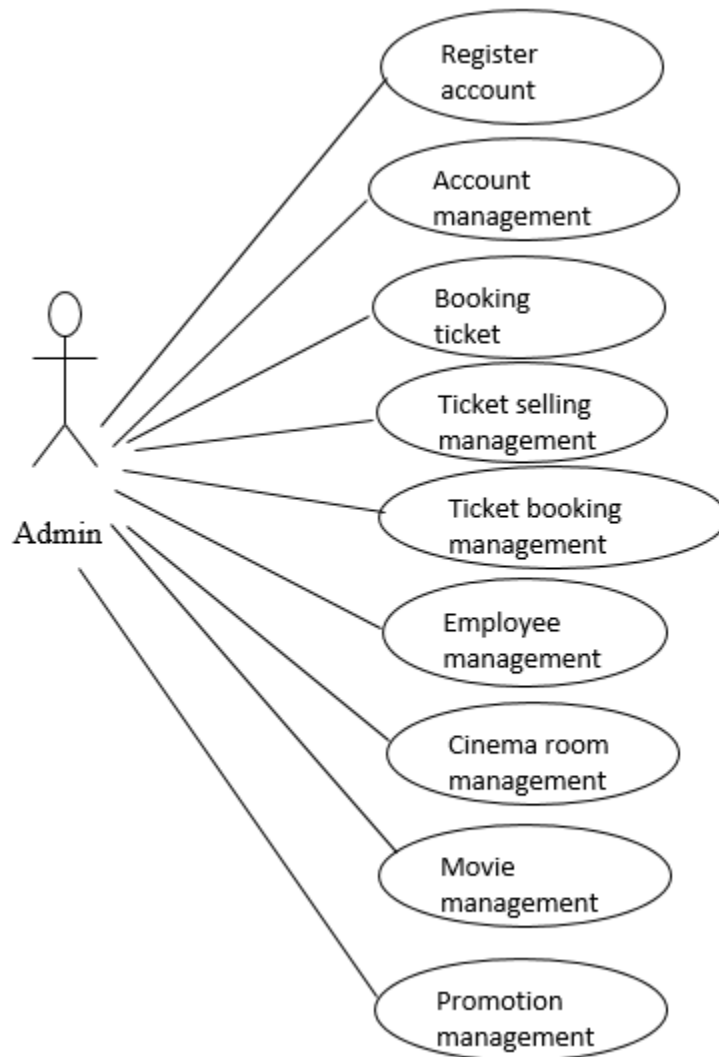 Register
account
Account
management
Booking
ticket
Ticket selling
management
Ticket booking
management
Admin
Employee
management
Cinema room
management
Movie
management
Promotion
management